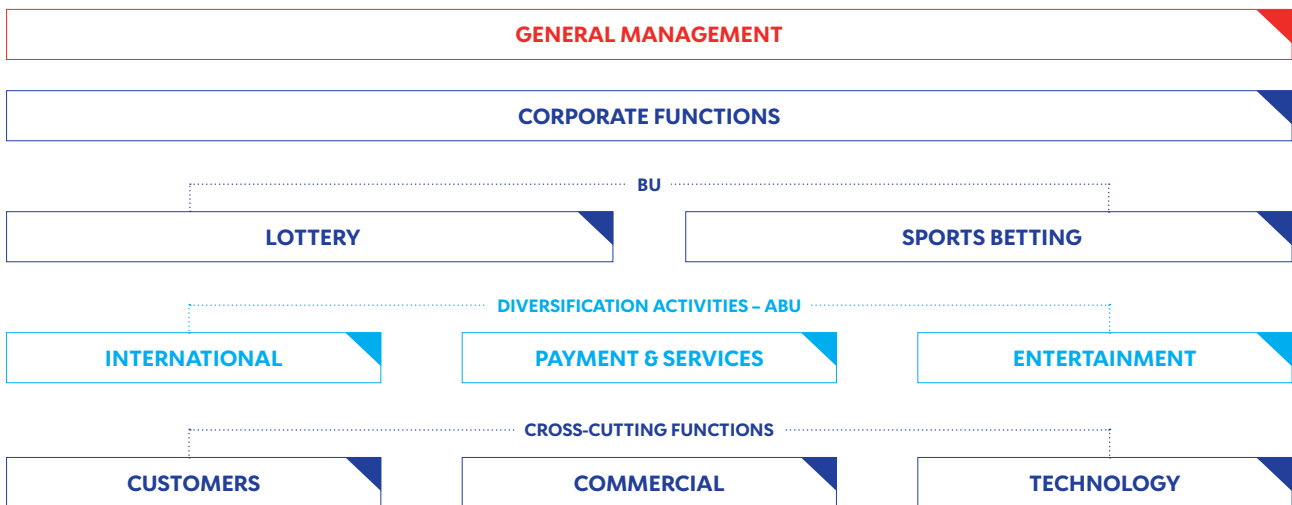 GENERAL MANAGEMENT
CORPORATE FUNCTIONS
BU
LOTTERY
SPORTS BETTING
DIVERSIFICATION ACTIVITIES – ABU
INTERNATIONAL
PAYMENT & SERVICES
ENTERTAINMENT
CROSS-CUTTING FUNCTIONS
CUSTOMERS
COMMERCIAL
TECHNOLOGY